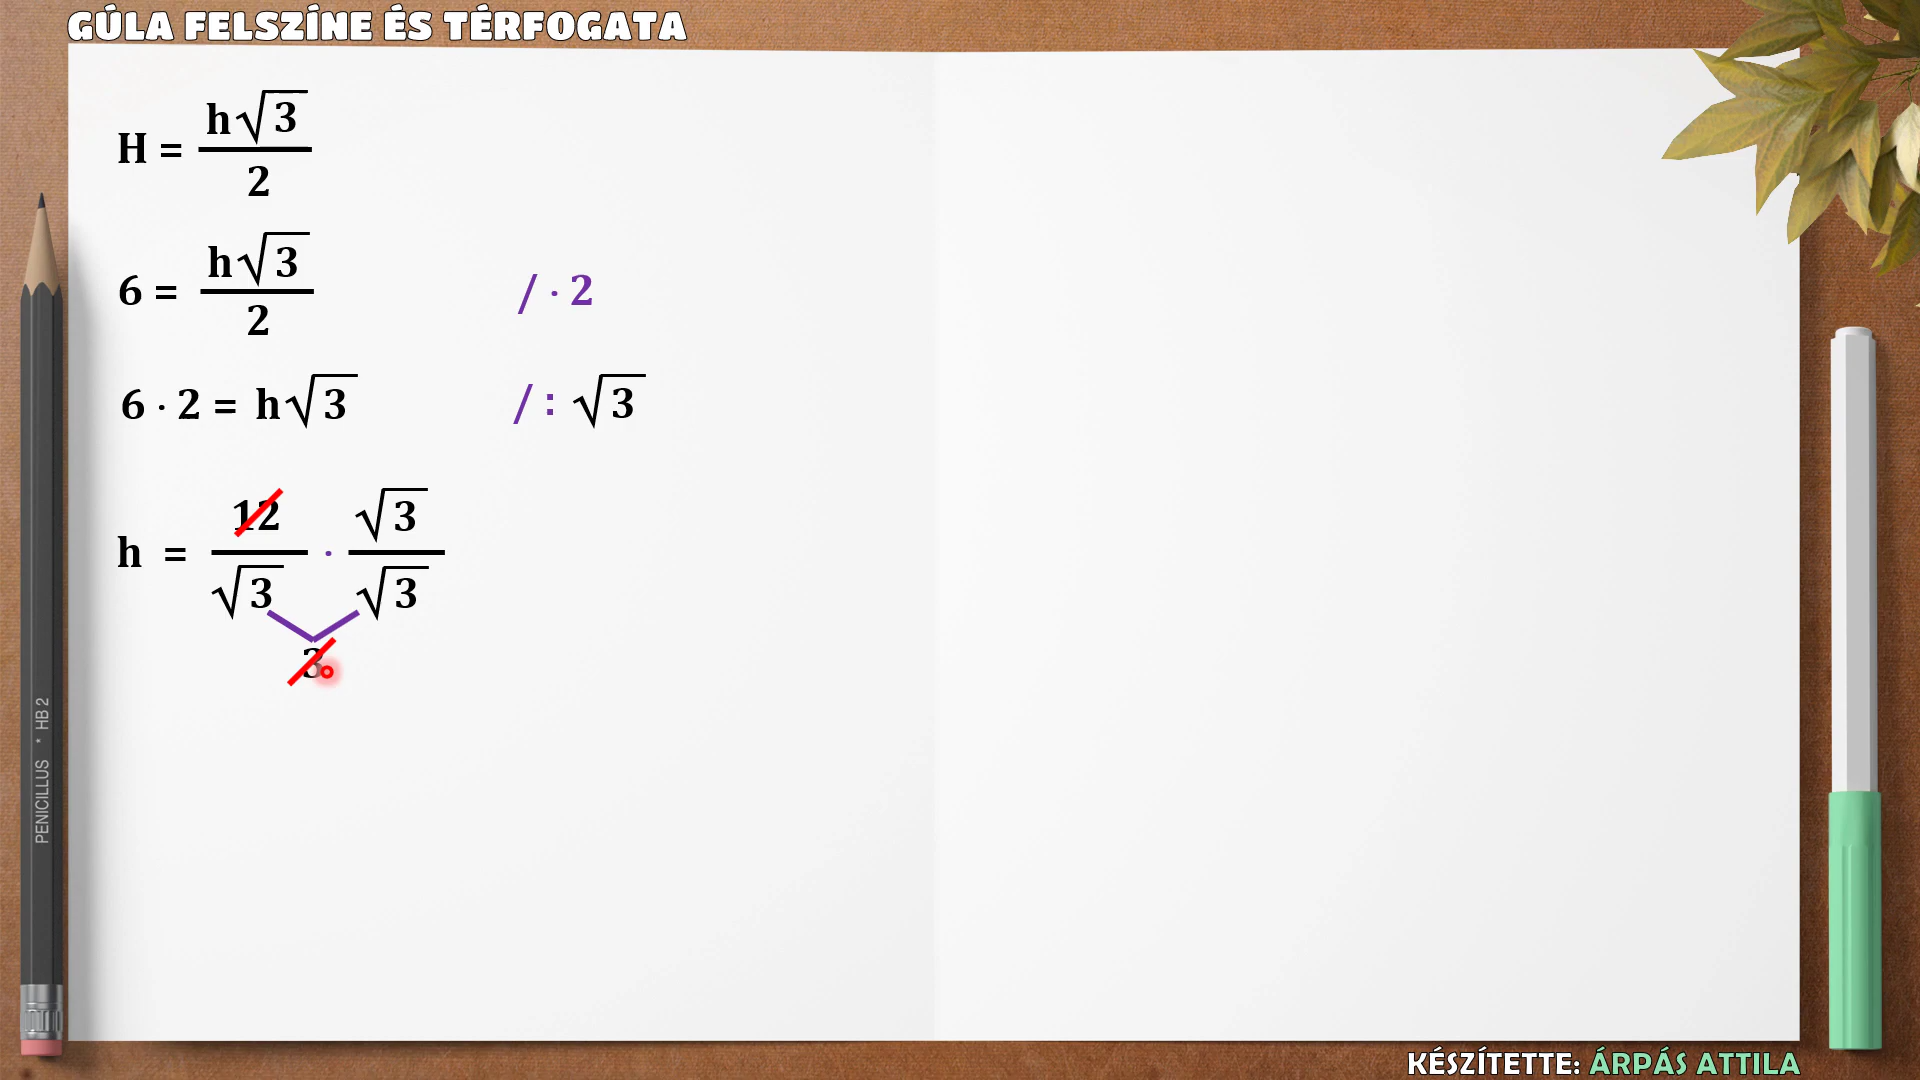 GÚLA FELSZÍNE ÉS TÉRFOGATA
H = h√3 / 2
6 = h√3 / 2 / · 2
6 · 2 = h√3 / : √3
h = 12 / √3 · √3 / √3
3
PENICILLUS * HB 2
KÉSZÍTETTE: ÁRPÁS ATTILA